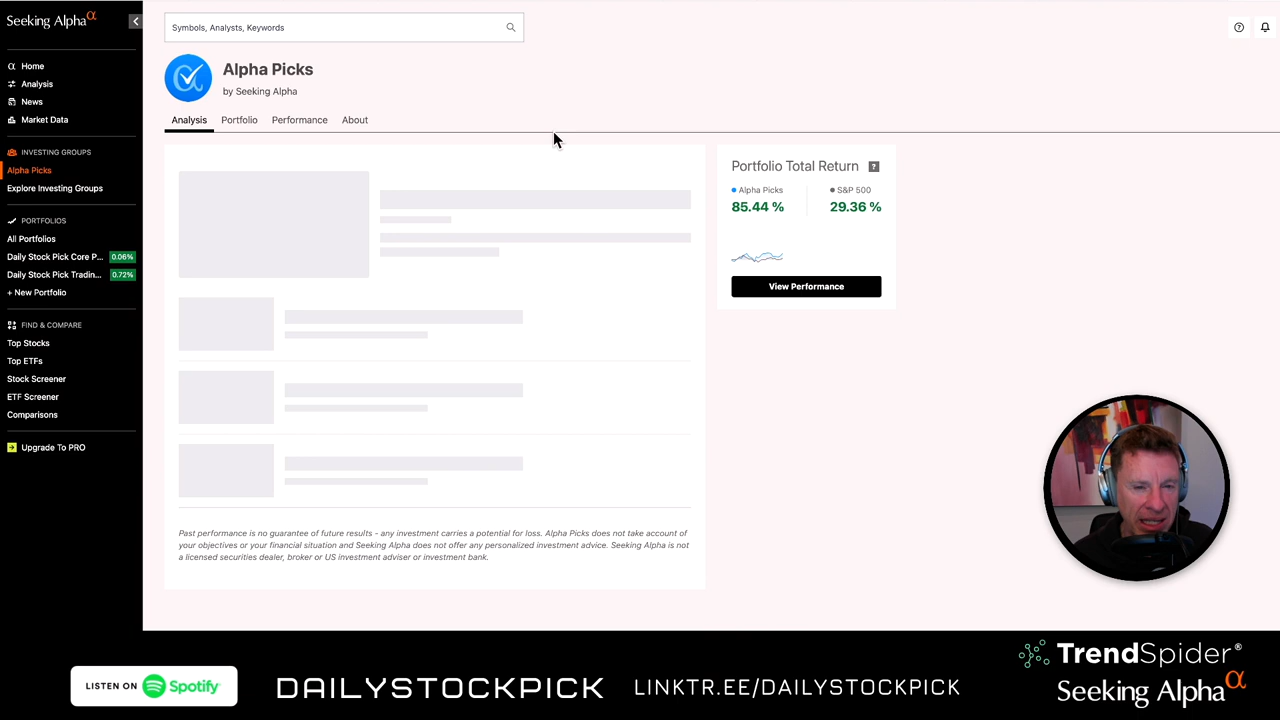 Seeking Alpha α
Home
Analysis
News
Market Data
INVESTING GROUPS
Alpha Picks
Explore Investing Groups
PORTFOLIOS
All Portfolios
Daily Stock Pick Core P... 0.06%
Daily Stock Pick Tradin... 0.72%
+ New Portfolio
FIND & COMPARE
Top Stocks
Top ETFs
Stock Screener
ETF Screener
Comparisons
Upgrade To PRO
Symbols, Analysts, Keywords
Alpha Picks
by Seeking Alpha
Analysis Portfolio Performance About
Portfolio Total Return ?
Alpha Picks S&P 500
85.44 % 29.36 %
View Performance
Past performance is no guarantee of future results - any investment carries a potential for loss. Alpha Picks does not take account of
your objectives or your financial situation and Seeking Alpha does not offer any personalized investment advice. Seeking Alpha is not
a licensed securities dealer, broker or US investment adviser or investment bank.
LISTEN ON Spotify
DAILYSTOCKPICK
LINKTR.EE/DAILYSTOCKPICK
TrendSpider®
Seeking Alpha α